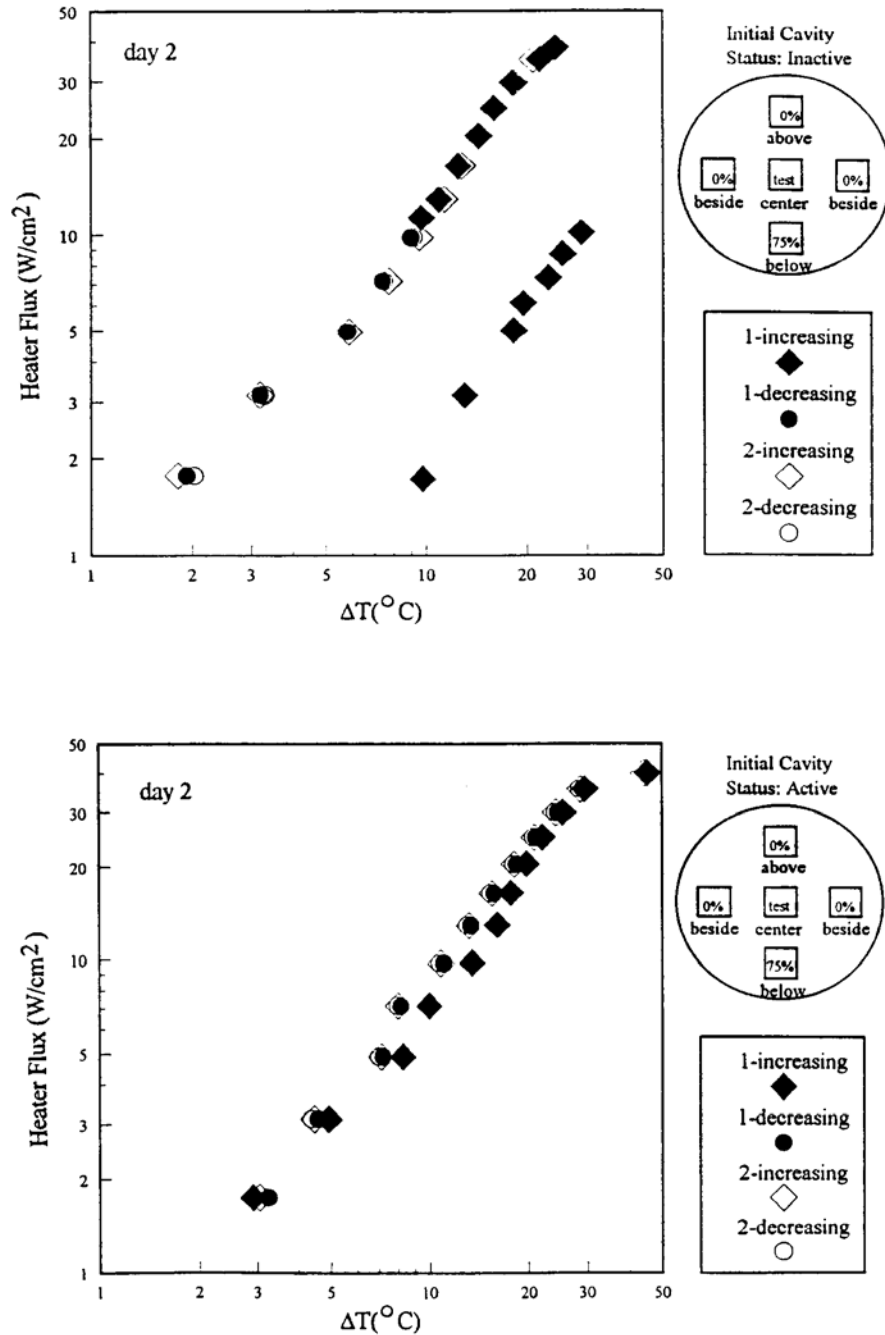 day 2
50
30
20
10
5
3
2
1
Heater Flux (W/cm²)
1
2
3
5
10
20
30
50
ΔT(°C)
Initial Cavity
Status: Inactive
0%
above
0%
test
0%
beside
center
beside
75%
below
1-increasing
1-decreasing
2-increasing
2-decreasing
day 2
50
30
20
10
5
3
2
1
Heater Flux (W/cm²)
1
2
3
5
10
20
30
50
ΔT(°C)
Initial Cavity
Status: Active
0%
above
0%
test
0%
beside
center
beside
75%
below
1-increasing
1-decreasing
2-increasing
2-decreasing